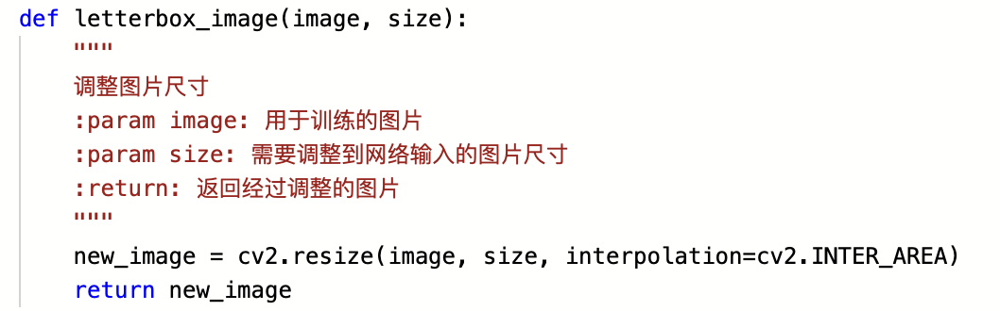 def letterbox_image(image, size):
    """
    调整图片尺寸
    :param image: 用于训练的图片
    :param size: 需要调整到网络输入的图片尺寸
    :return: 返回经过调整的图片
    """
    new_image = cv2.resize(image, size, interpolation=cv2.INTER_AREA)
    return new_image